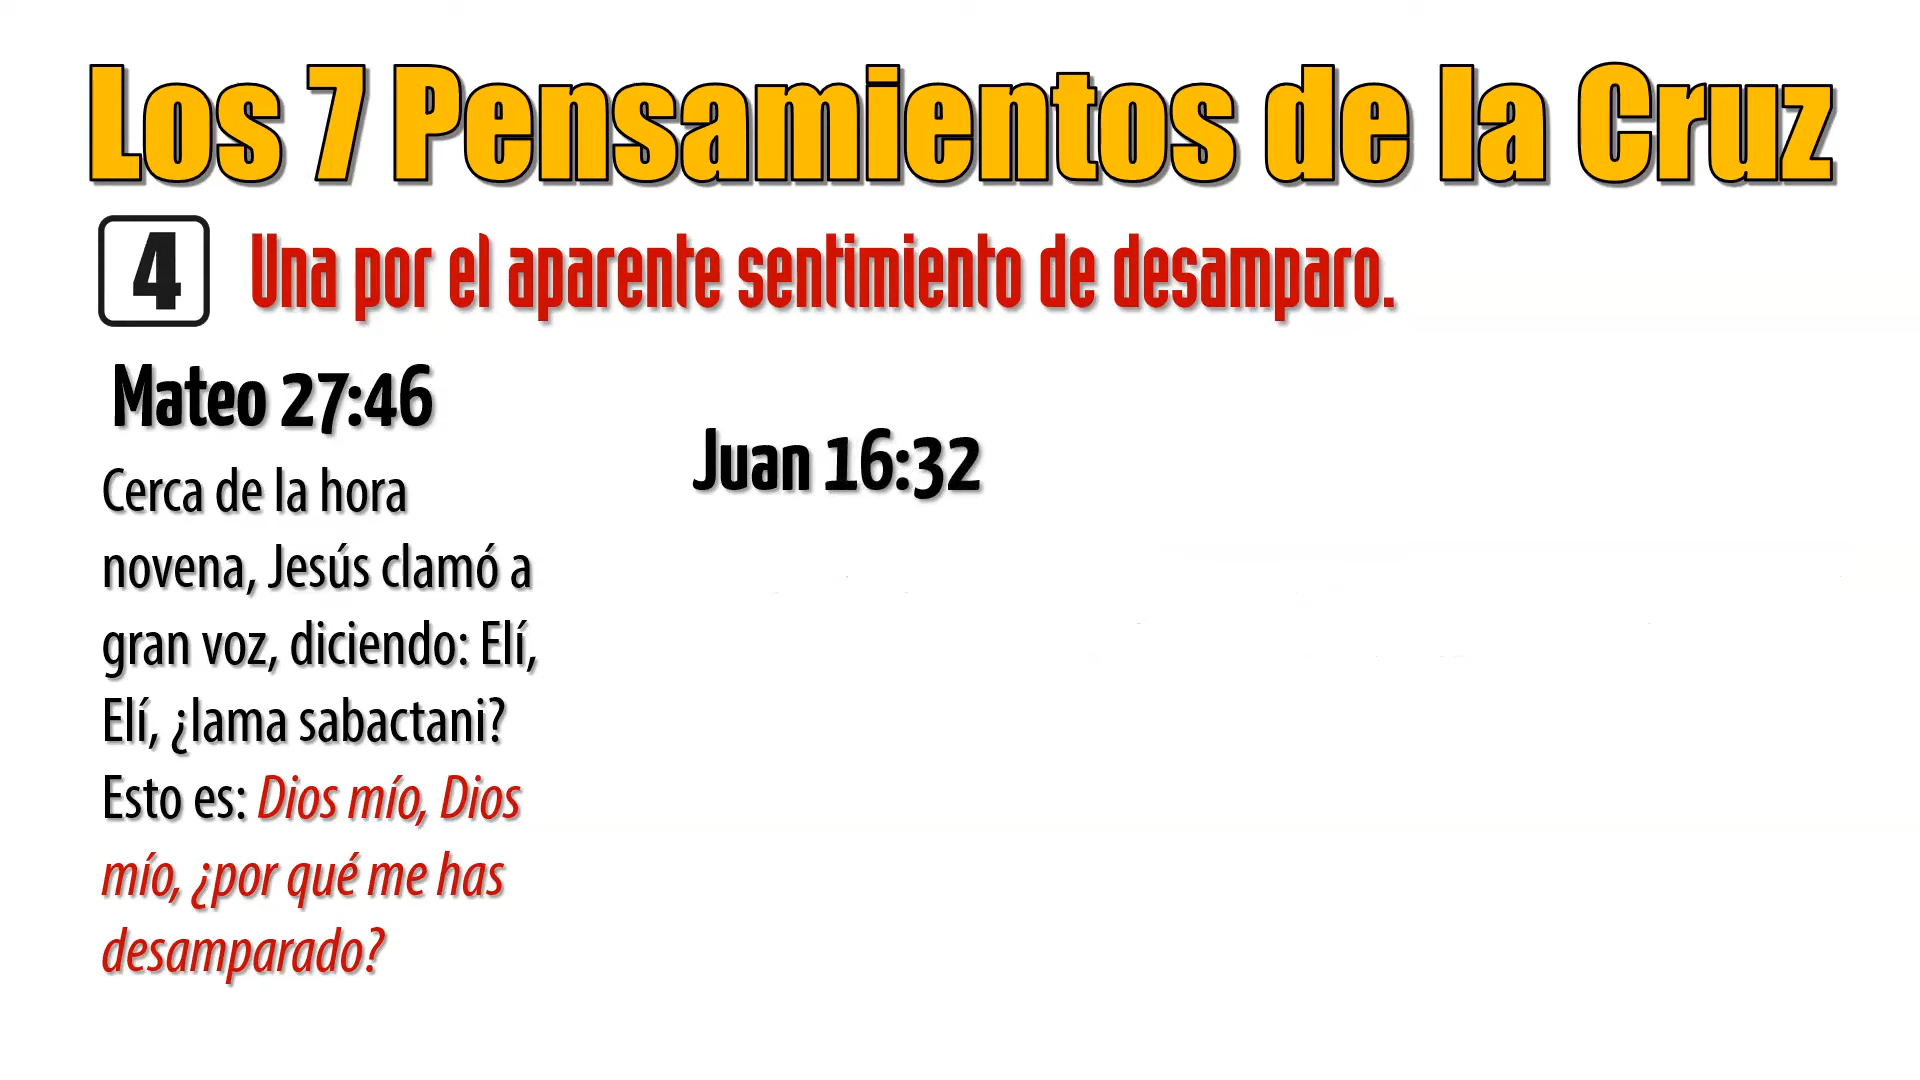 Los 7 Pensamientos de la Cruz
4 Una por el aparente sentimiento de desamparo.
Mateo 27:46
Cerca de la hora
novena, Jesús clamó a
gran voz, diciendo: Elí,
Elí, ¿lama sabactani?
Esto es: Dios mío, Dios
mío, ¿por qué me has
desamparado?
Juan 16:32